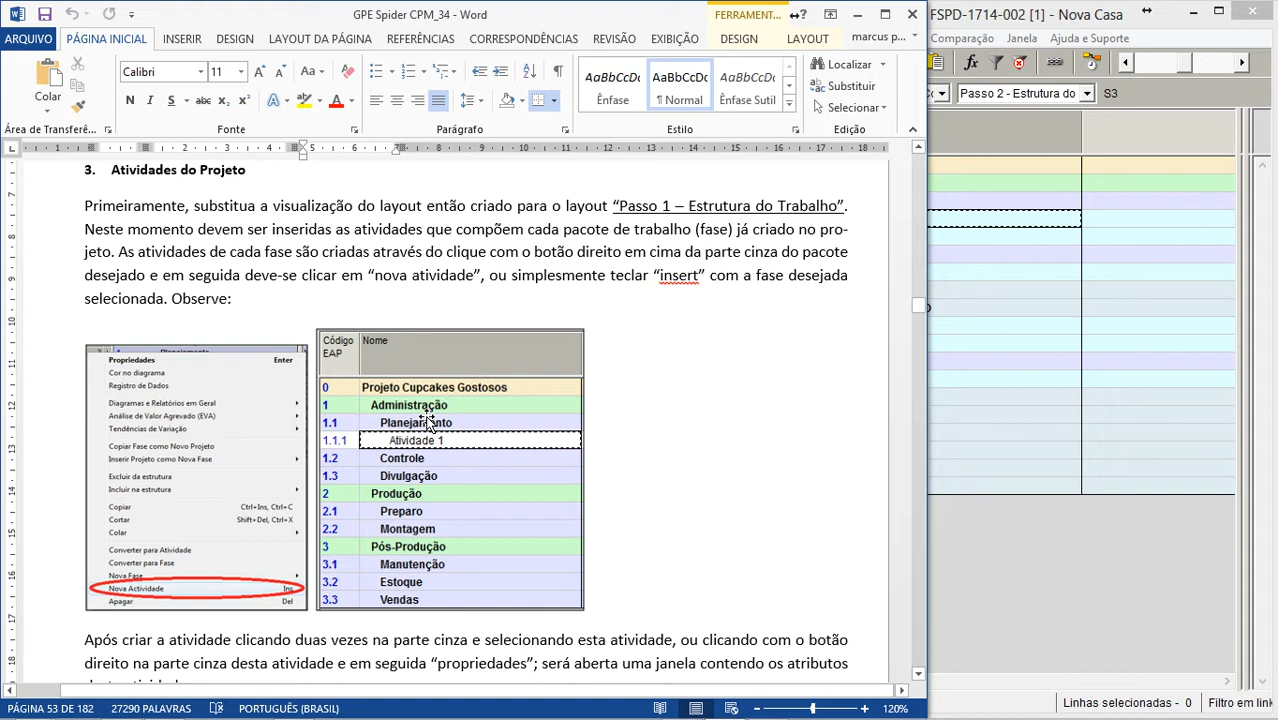 GPE Spider CPM_34 - Word
FERRAMENT...
FSPD-1714-002 [1] - Nova Casa
ARQUIVO PÁGINA INICIAL INSERIR DESIGN LAYOUT DA PÁGINA REFERÊNCIAS CORRESPONDÊNCIAS REVISÃO EXIBIÇÃO DESIGN LAYOUT marcus p...
Comparação Janela Ajuda e Suporte
Colar
Calibri 11
AaBbCcDc AaBbCcDc AaBbCcDc
Ênfase ¶ Normal Ênfase Sutil
Localizar
Substituir
Selecionar
Passo 2 - Estrutura do S3
Área de Transferê... Fonte Parágrafo Estilo Edição
3. Atividades do Projeto
Primeiramente, substitua a visualização do layout então criado para o layout “Passo 1 – Estrutura do Trabalho”.
Neste momento devem ser inseridas as atividades que compõem cada pacote de trabalho (fase) já criado no pro-
jeto. As atividades de cada fase são criadas através do clique com o botão direito em cima da parte cinza do pacote
desejado e em seguida deve-se clicar em “nova atividade”, ou simplesmente teclar “insert” com a fase desejada
selecionada. Observe:
Propriedades Enter
Cor no diagrama
Registro de Dados
Diagramas e Relatórios em Geral
Análise de Valor Agrevado (EVA)
Tempo de Variação
Copiar Fase como Novo Projeto
Inserir Projeto como Nova Fase
Excluir da estrutura
Incluir na estrutura
Copiar Ctrl+Ins, Ctrl+C
Cortar Shift+Del, Ctrl+X
Colar
Converter para Atividade
Converter para Fase
Nova Fase
Nova Actividade Ins
Apagar Del
Código EAP Nome
0 Projeto Cupcakes Gostosos
1 Administração
1.1 Planejamento
1.1.1 Atividade 1
1.2 Controle
1.3 Divulgação
2 Produção
2.1 Preparo
2.2 Montagem
3 Pós-Produção
3.1 Manutenção
3.2 Estoque
3.3 Vendas
Após criar a atividade clicando duas vezes na parte cinza e selecionando esta atividade, ou clicando com o botão
direito na parte cinza desta atividade e em seguida “propriedades”; será aberta uma janela contendo os atributos
PÁGINA 53 DE 182 27290 PALAVRAS PORTUGUÊS (BRASIL) 120%
Linhas selecionadas - 0 Filtro em link